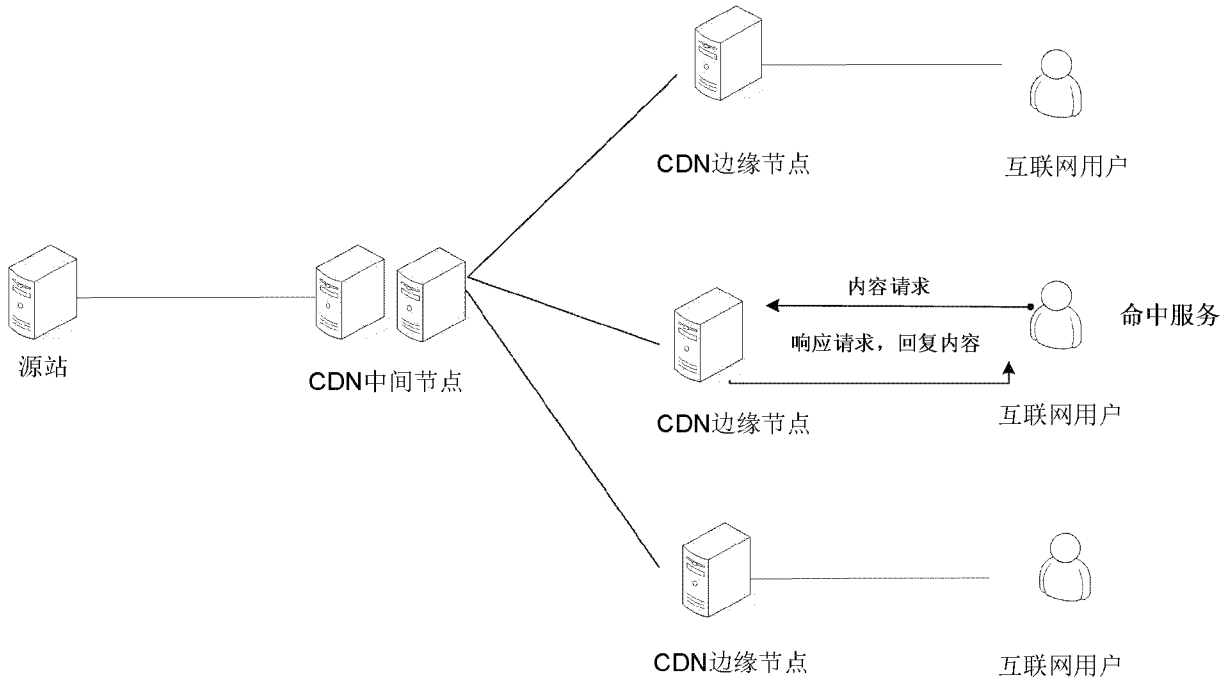 CDN边缘节点
互联网用户
内容请求
命中服务
响应请求，回复内容
源站
CDN中间节点
CDN边缘节点
互联网用户
CDN边缘节点
互联网用户